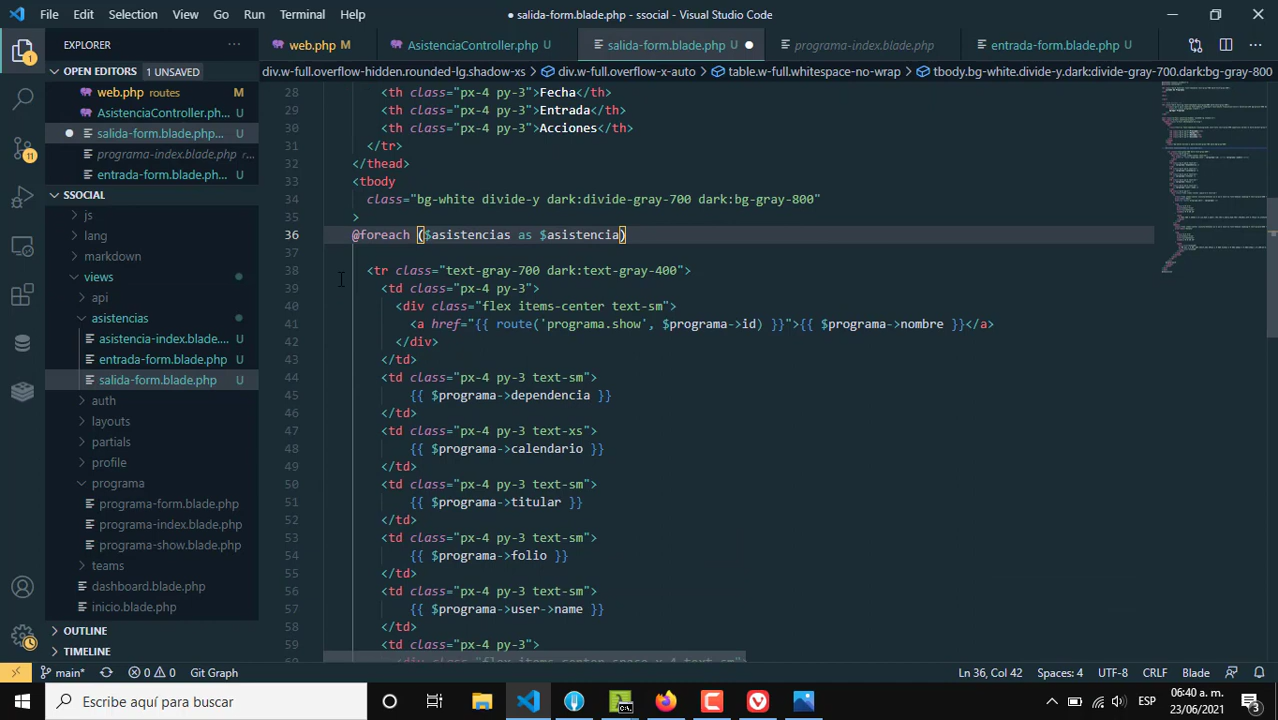 File Edit Selection View Go Run Terminal Help
● salida-form.blade.php - ssocial - Visual Studio Code
EXPLORER
web.php M
AsistenciaController.php U
salida-form.blade.php U
programa-index.blade.php
entrada-form.blade.php U
OPEN EDITORS 1 UNSAVED
web.php routes M
AsistenciaController.ph... U
salida-form.blade.php... U
programa-index.blade.php r...
entrada-form.blade.ph... U
11
SSOCIAL
js
lang
markdown
views
api
asistencias
asistencia-index.blade.... U
entrada-form.blade.php U
salida-form.blade.php U
auth
layouts
partials
profile
programa
programa-form.blade.php
programa-index.blade.php
programa-show.blade.php
teams
dashboard.blade.php
inicio.blade.php
OUTLINE
TIMELINE
div.w-full.overflow-hidden.rounded-lg.shadow-xs > div.w-full.overflow-x-auto > table.w-full.whitespace-no-wrap > tbody.bg-white.divide-y.dark:divide-gray-700.dark:bg-gray-800
28 <th class="px-4 py-3">Fecha</th>
29 <th class="px-4 py-3">Entrada</th>
30 <th class="px-4 py-3">Acciones</th>
31 </tr>
32 </thead>
33 <tbody
34 class="bg-white divide-y dark:divide-gray-700 dark:bg-gray-800"
35 >
36 @foreach ($asistencias as $asistencia)
37
38 <tr class="text-gray-700 dark:text-gray-400">
39 <td class="px-4 py-3">
40 <div class="flex items-center text-sm">
41 <a href="{{ route('programa.show', $programa->id) }}">{{ $programa->nombre }}</a>
42 </div>
43 </td>
44 <td class="px-4 py-3 text-sm">
45 {{ $programa->dependencia }}
46 </td>
47 <td class="px-4 py-3 text-xs">
48 {{ $programa->calendario }}
49 </td>
50 <td class="px-4 py-3 text-sm">
51 {{ $programa->titular }}
52 </td>
53 <td class="px-4 py-3 text-sm">
54 {{ $programa->folio }}
55 </td>
56 <td class="px-4 py-3 text-sm">
57 {{ $programa->user->name }}
58 </td>
59 <td class="px-4 py-3">
60 <div class="flex items-center space-x-4 text-sm">
main* 0 0 Git Graph
Ln 36, Col 42 Spaces: 4 UTF-8 CRLF Blade
Escribe aquí para buscar
ESP
06:40 a. m.
23/06/2021
3